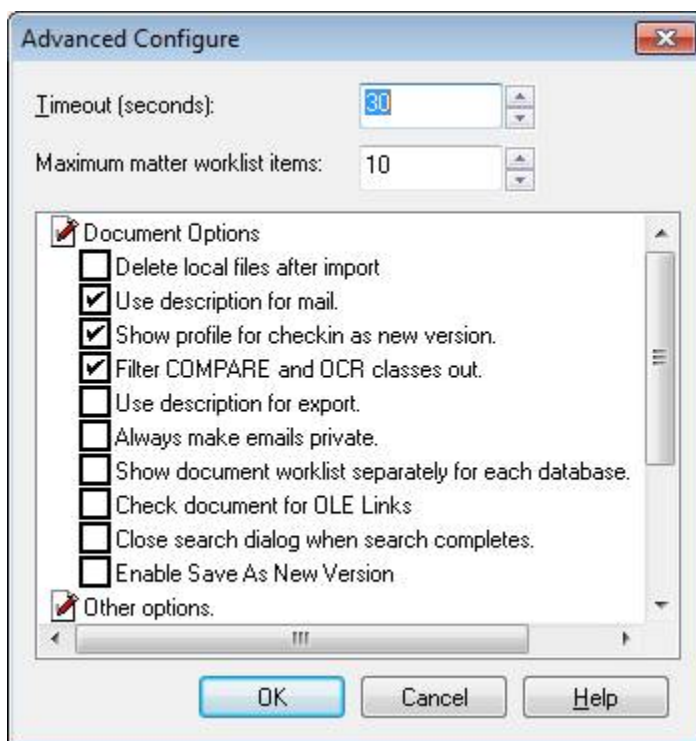 Advanced Configure
Timeout (seconds): 30
Maximum matter worklist items: 10
Document Options
Delete local files after import
Use description for mail.
Show profile for checkin as new version.
Filter COMPARE and OCR classes out.
Use description for export.
Always make emails private.
Show document worklist separately for each database.
Check document for OLE Links
Close search dialog when search completes.
Enable Save As New Version
Other options.
OK Cancel Help